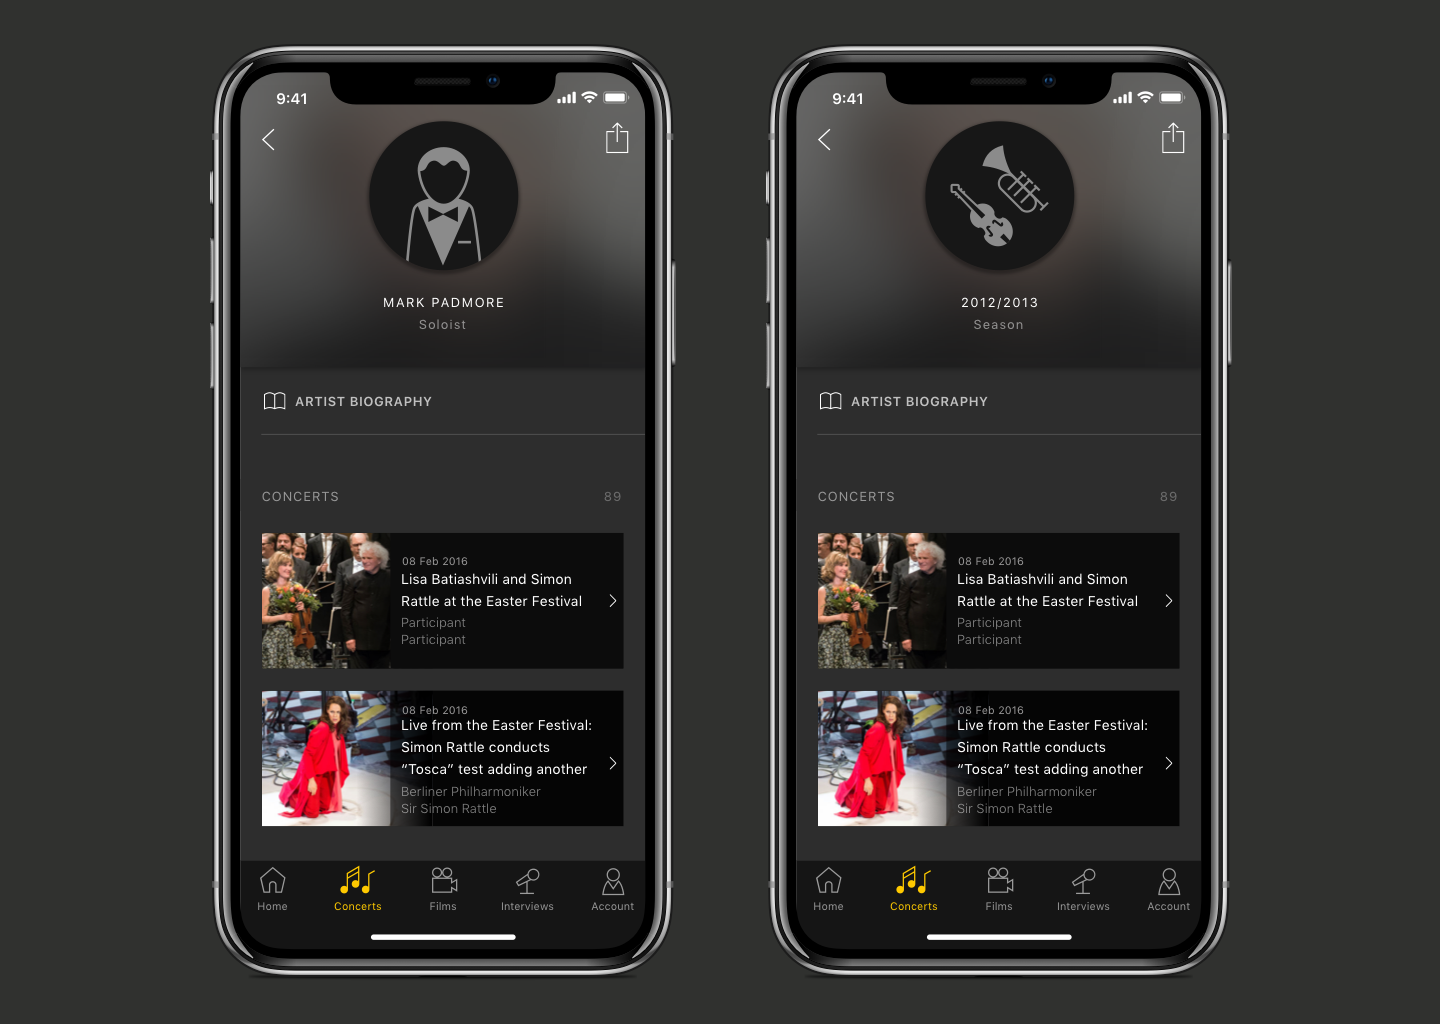 9:41
MARK PADMORE
Soloist
ARTIST BIOGRAPHY
CONCERTS 89
08 Feb 2016
Lisa Batiashvili and Simon
Rattle at the Easter Festival
Participant
Participant
08 Feb 2016
Live from the Easter Festival:
Simon Rattle conducts
“Tosca” test adding another
Berliner Philharmoniker
Sir Simon Rattle
Home Concerts Films Interviews Account
9:41
2012/2013
Season
ARTIST BIOGRAPHY
CONCERTS 89
08 Feb 2016
Lisa Batiashvili and Simon
Rattle at the Easter Festival
Participant
Participant
08 Feb 2016
Live from the Easter Festival:
Simon Rattle conducts
“Tosca” test adding another
Berliner Philharmoniker
Sir Simon Rattle
Home Concerts Films Interviews Account